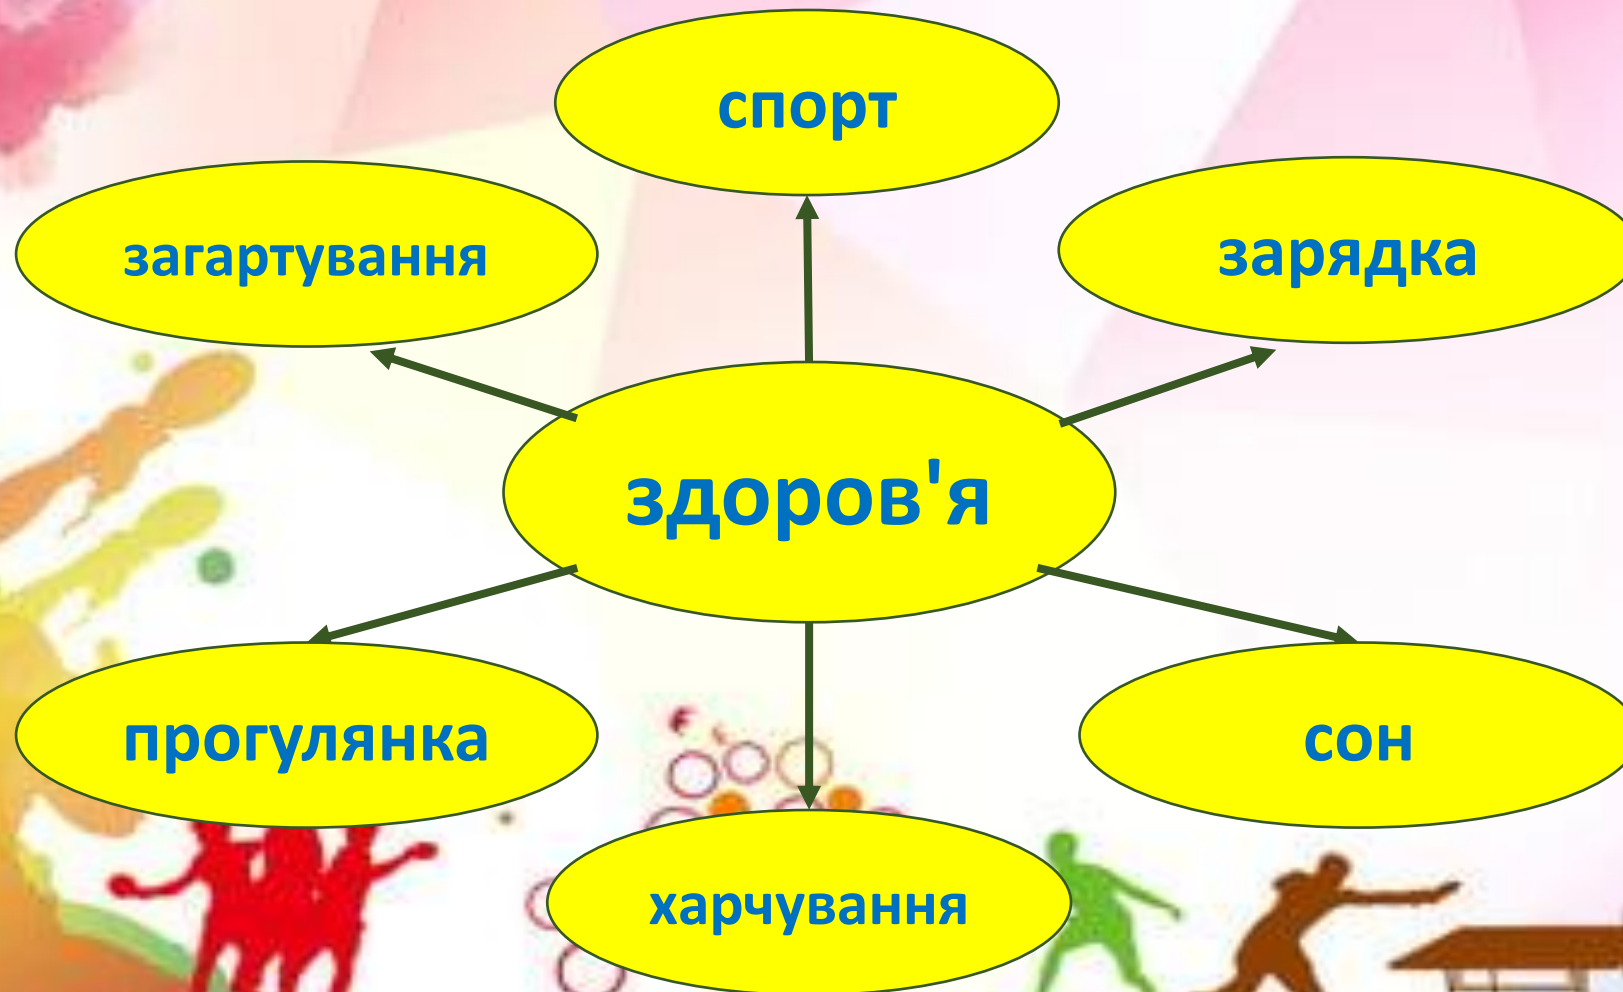 спорт
загартування
зарядка
здоров'я
прогулянка
сон
харчування